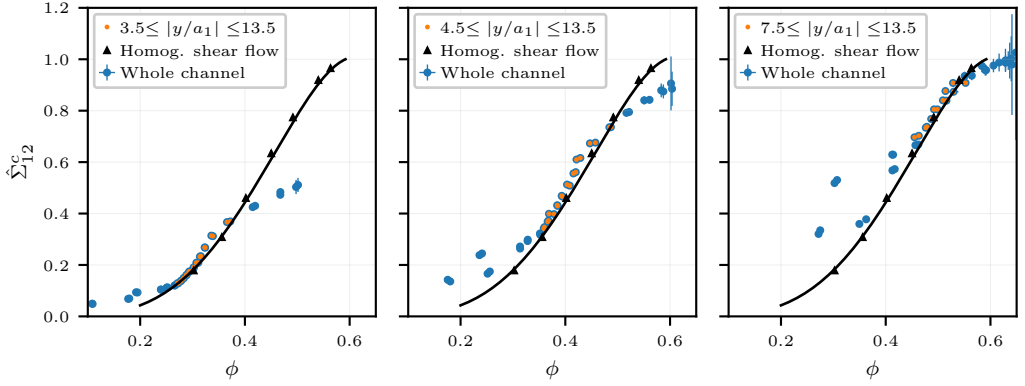 1.2
1.0
0.8
0.6
0.4
0.2
0.0
Σ̂ᶜ₁₂
3.5≤ |y/a₁| ≤13.5
Homog. shear flow
Whole channel
0.2 0.4 0.6
ϕ
4.5≤ |y/a₁| ≤13.5
Homog. shear flow
Whole channel
0.2 0.4 0.6
ϕ
7.5≤ |y/a₁| ≤13.5
Homog. shear flow
Whole channel
0.2 0.4 0.6
ϕ